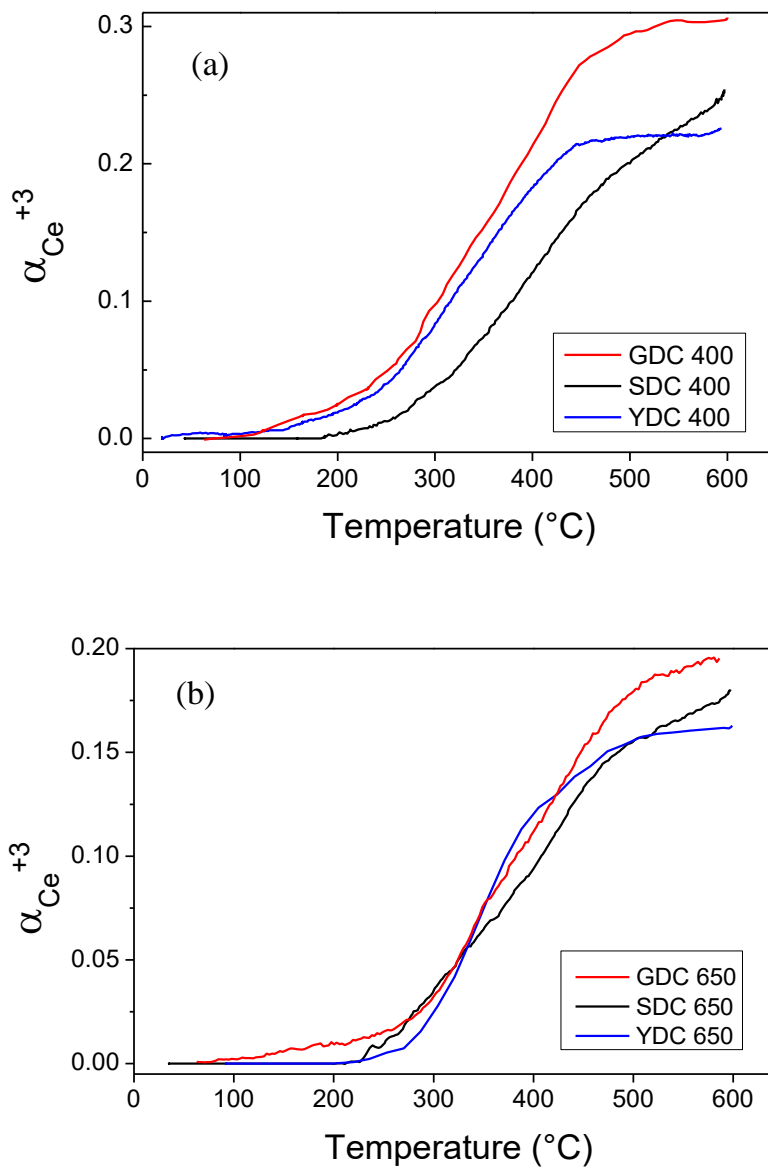 (a)
0.3
0.2
0.1
0.0
α_Ce^+3
GDC 400
SDC 400
YDC 400
0 100 200 300 400 500 600
Temperature (°C)
(b)
0.20
0.15
0.10
0.05
0.00
α_Ce^+3
GDC 650
SDC 650
YDC 650
0 100 200 300 400 500 600
Temperature (°C)